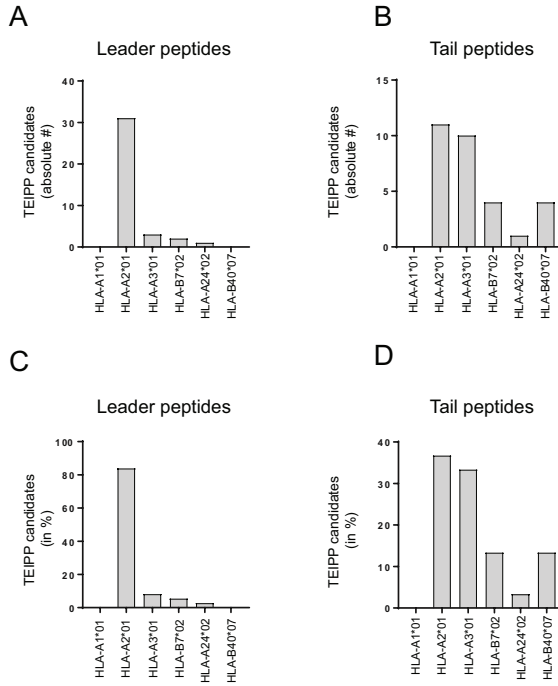 A
Leader peptides
TEIPP candidates
(absolute #)
40
30
20
10
0
HLA-A1*01
HLA-A2*01
HLA-A3*01
HLA-B7*02
HLA-A24*02
HLA-B40*07
B
Tail peptides
TEIPP candidates
(absolute #)
15
10
5
0
HLA-A1*01
HLA-A2*01
HLA-A3*01
HLA-B7*02
HLA-A24*02
HLA-B40*07
C
Leader peptides
TEIPP candidates
(in %)
100
80
60
40
20
0
HLA-A1*01
HLA-A2*01
HLA-A3*01
HLA-B7*02
HLA-A24*02
HLA-B40*07
D
Tail peptides
TEIPP candidates
(in %)
40
30
20
10
0
HLA-A1*01
HLA-A2*01
HLA-A3*01
HLA-B7*02
HLA-A24*02
HLA-B40*07